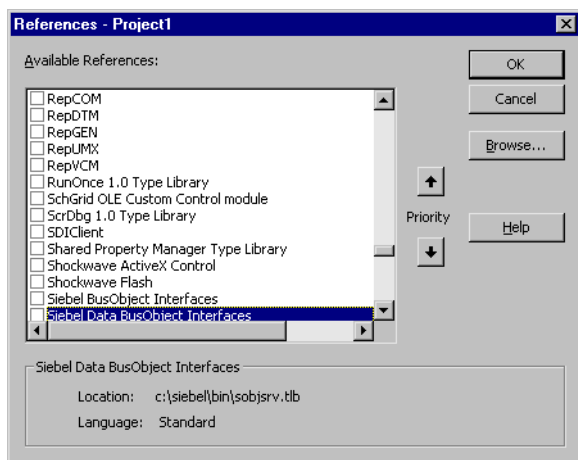 References - Project1
Available References:
OK
Cancel
Browse...
RepCOM
RepDTM
RepGEN
RepUMX
RepVCM
RunOnce 1.0 Type Library
SchGrid OLE Custom Control module
ScrDbg 1.0 Type Library
SDIClient
Shared Property Manager Type Library
Shockwave ActiveX Control
Shockwave Flash
Siebel BusObject Interfaces
Siebel Data BusObject Interfaces
Priority
Help
Siebel Data BusObject Interfaces
Location: c:\siebel\bin\sobjsrv.tlb
Language: Standard